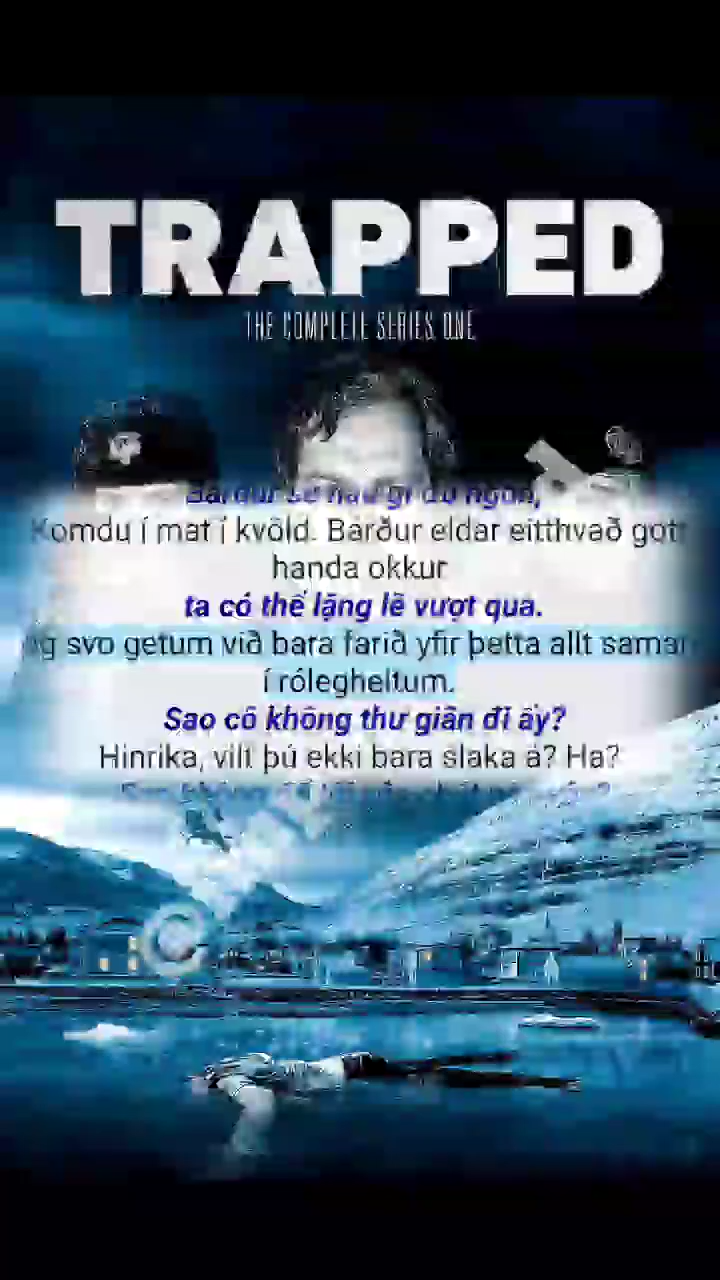 TRAPPED
THE COMPLETE SERIES ONE
Komdu í mat í kvöld. Bárður eldar eitthvað gott
handa okkur
ta có thể lặng lẽ vượt qua.
svo getum við bara farið yfir þetta allt saman
í rólegheitum.
Sao cô không thư giãn đi ấy?
Hinrika, vilt þú ekki bara slaka á? Ha?